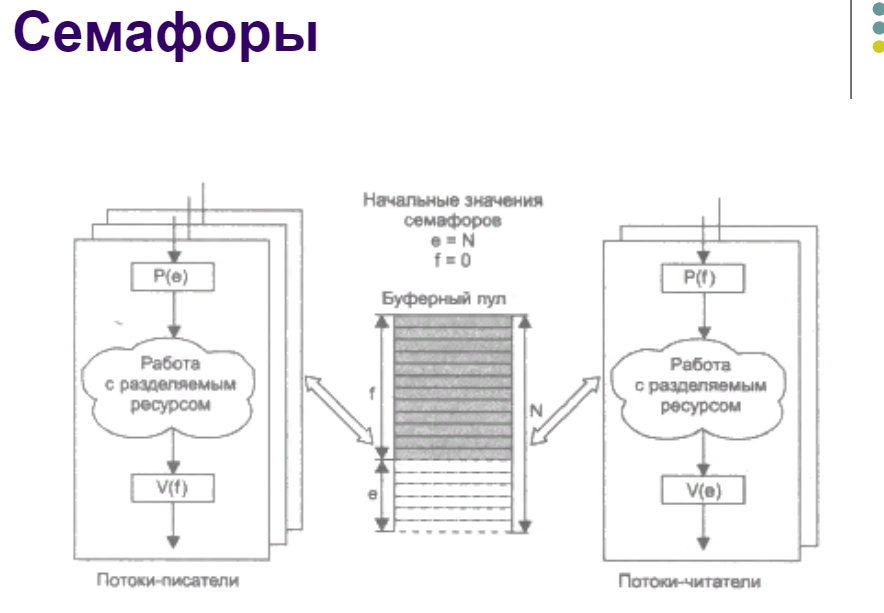 Семафоры
Начальные значения
семафоров
e = N
f = 0
Буферный пул
P(e)
Работа
с разделяемым
ресурсом
V(f)
Потоки-писатели
f
e
N
P(f)
Работа
с разделяемым
ресурсом
V(e)
Потоки-читатели